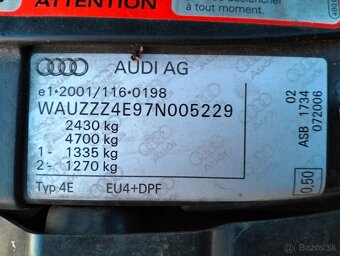 ATTENTION
à tout moment.
AUDI AG
e1*2001/116*0198
WAUZZZ4E97N005229
2430 kg
4700 kg
1- 1335 kg
2- 1270 kg
Typ 4E EU4+DPF
02
ASB 1734
072006
0,50
bazos.sk